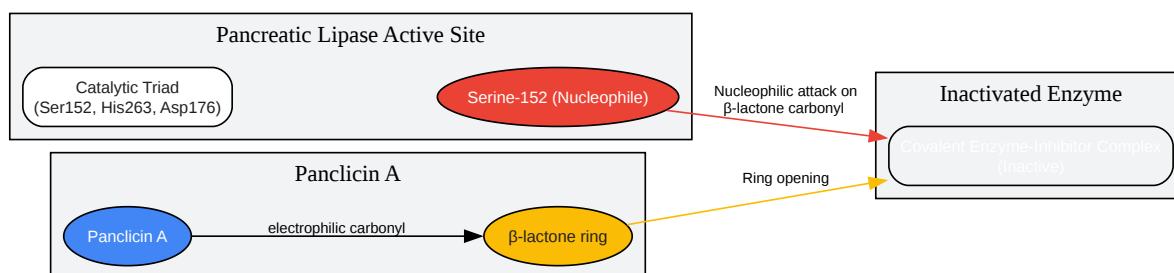 Pancreatic Lipase Active Site
Catalytic Triad
(Ser152, His263, Asp176)
Serine-152 (Nucleophile)
Nucleophilic attack on
β-lactone carbonyl
Inactivated Enzyme
Covalent Enzyme-Inhibitor Complex
(Inactive)
Panclicin A
Panclicin A
electrophilic carbonyl
β-lactone ring
Ring opening